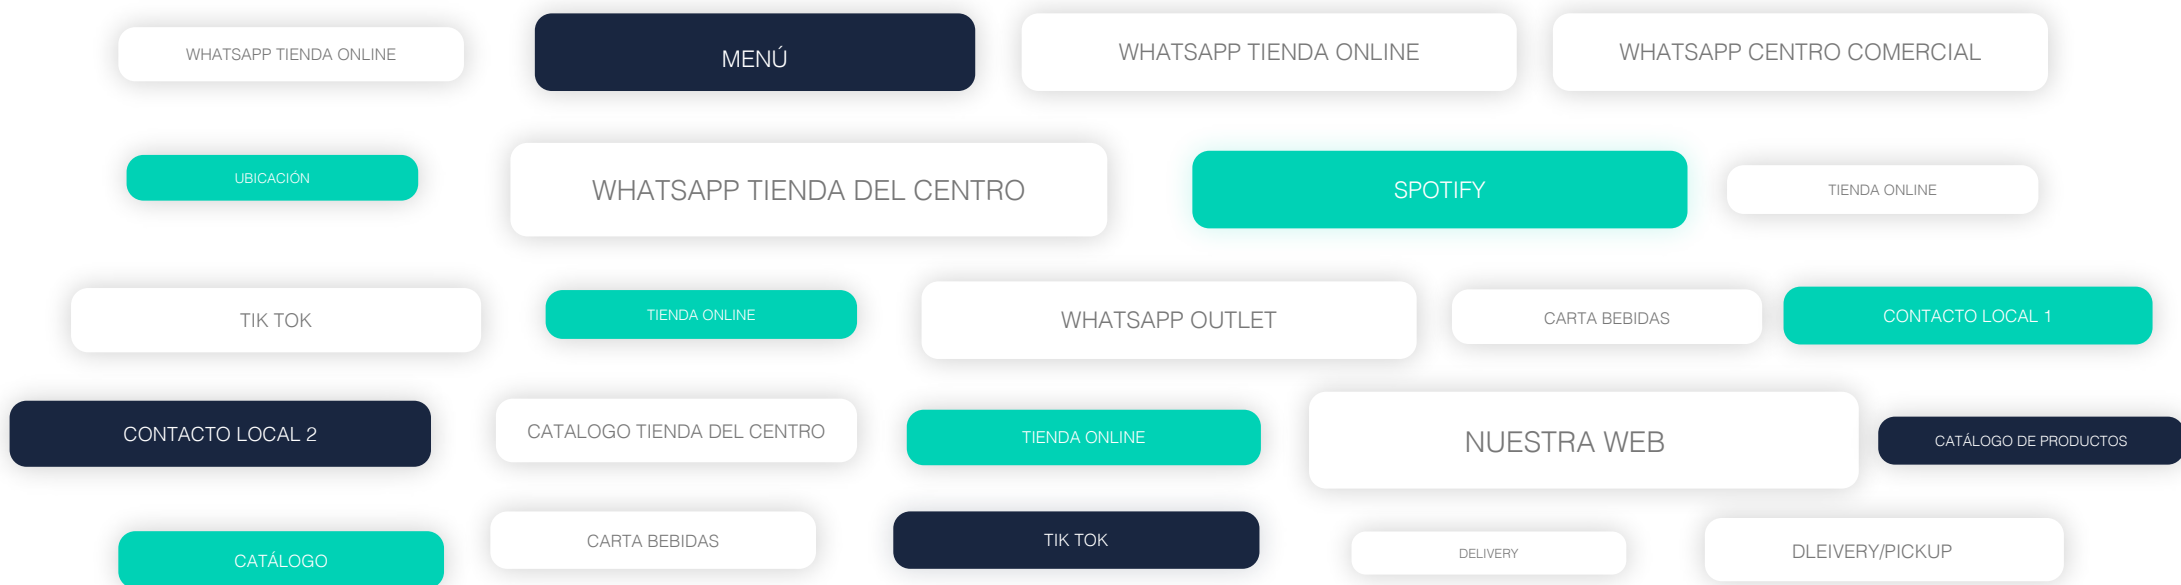 WHATSAPP TIENDA ONLINE
MENÚ
WHATSAPP TIENDA ONLINE
WHATSAPP CENTRO COMERCIAL
UBICACIÓN
WHATSAPP TIENDA DEL CENTRO
SPOTIFY
TIENDA ONLINE
TIK TOK
TIENDA ONLINE
WHATSAPP OUTLET
CARTA BEBIDAS
CONTACTO LOCAL 1
CONTACTO LOCAL 2
CATALOGO TIENDA DEL CENTRO
TIENDA ONLINE
NUESTRA WEB
CATÁLOGO DE PRODUCTOS
CATÁLOGO
CARTA BEBIDAS
TIK TOK
DELIVERY
DLEIVERY/PICKUP